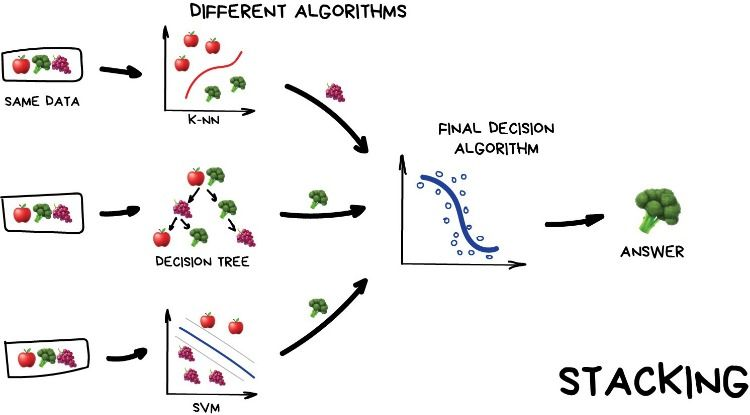 DIFFERENT ALGORITHMS
SAME DATA
K-NN
FINAL DECISION
ALGORITHM
DECISION TREE
ANSWER
SVM
STACKING